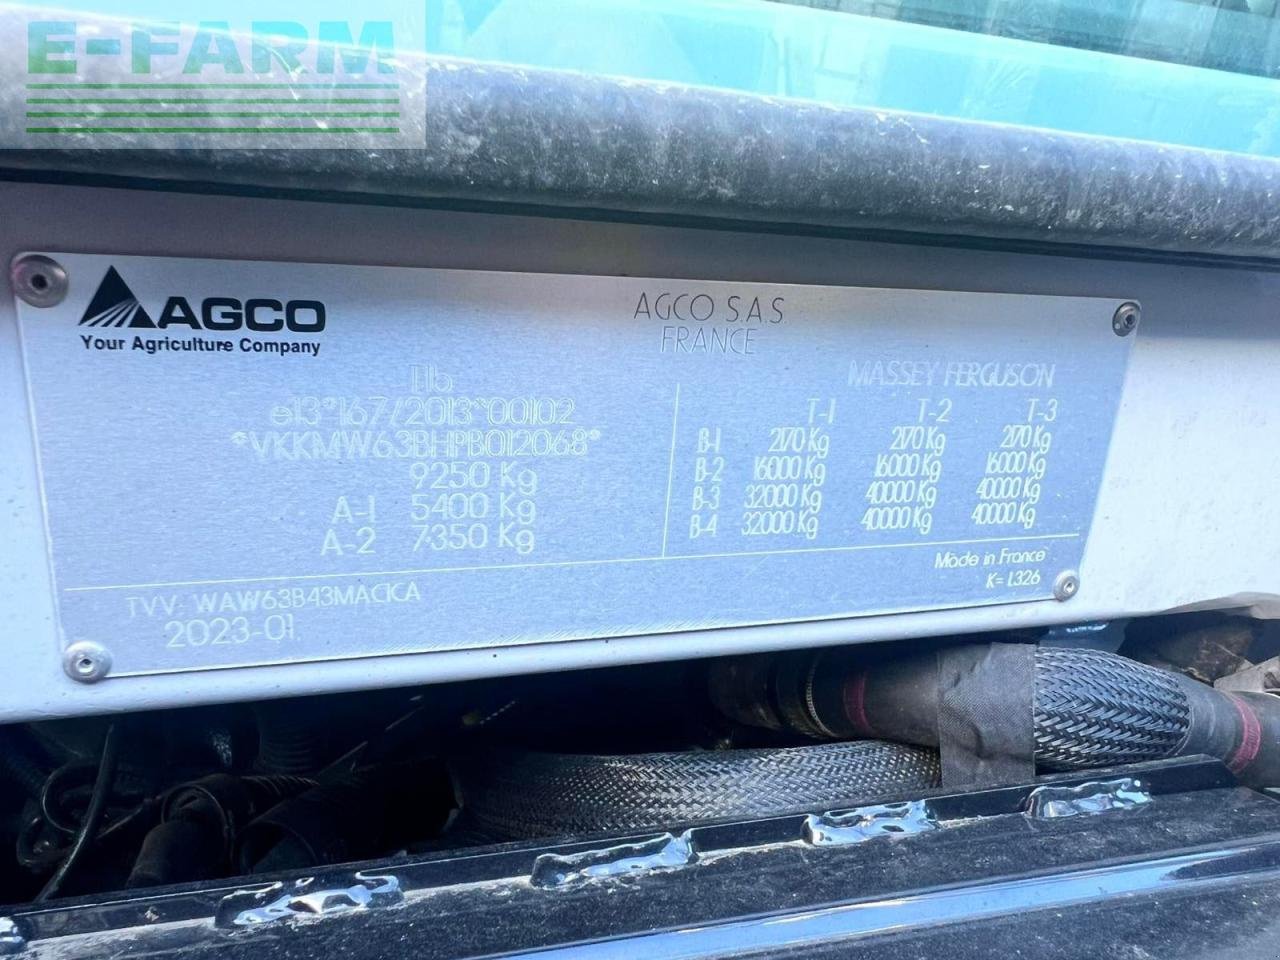 E-FARM
AGCO
Your Agriculture Company
AGCO S.A.S
FRANCE
MASSEY FERGUSON
T1b
e13*167/2013*00102
*VKKMW63BHPB012068*
9250 Kg
A-1 5400 Kg
A-2 7350 Kg
T-1 T-2 T-3
B-1 2170 Kg 2170 Kg 2170 Kg
B-2 16000 Kg 16000 Kg 16000 Kg
B-3 32000 Kg 40000 Kg 40000 Kg
B-4 32000 Kg 40000 Kg 40000 Kg
Made in France
K= 1.326
TVV: WAW63B43MAC1CA
2023-01